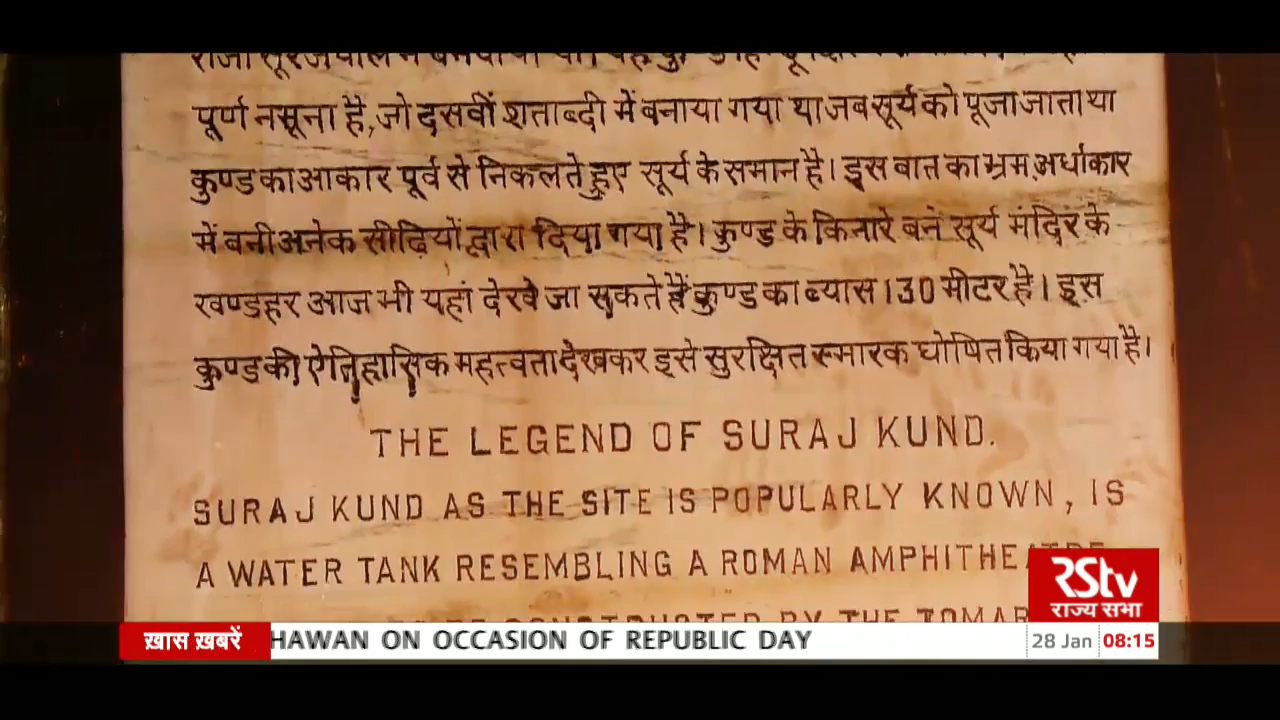 पूर्ण नमूना है, जो दसवीं शताब्दी में बनाया गया था जब सूर्य को पूजा जाता था
कुण्ड का आकार पूर्व से निकलते हुए सूर्य के समान है। इस बात का भ्रम अर्धाकार
में बनी अनेक सीढ़ियों द्वारा दिया गया है। कुण्ड के किनारे बने सूर्य मंदिर के
खण्डहर आज भी यहां देखे जा सकते हैं कुण्ड का व्यास 130 मीटर है। इस
कुण्ड की ऐतिहासिक महत्वता देखकर इसे सुरक्षित स्मारक घोषित किया गया है।
THE LEGEND OF SURAJ KUND.
SURAJ KUND AS THE SITE IS POPULARLY KNOWN, IS
A WATER TANK RESEMBLING A ROMAN
BY THE TOMAR
RStv
राज्य सभा
ख़ास ख़बरें HAWAN ON OCCASION OF REPUBLIC DAY 28 Jan 08:15